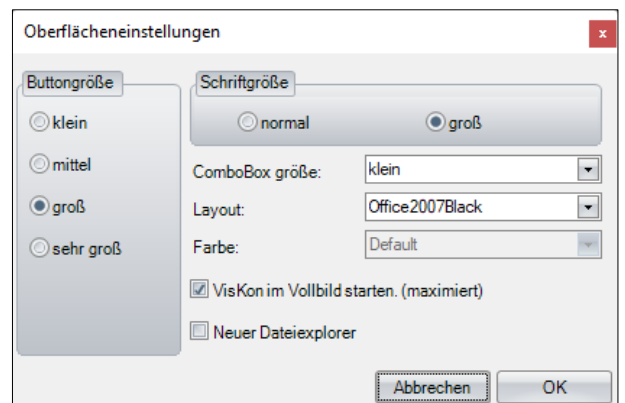 Oberflächeneinstellungen
x
Buttongröße
klein
mittel
groß
sehr groß
Schriftgröße
normal groß
ComboBox größe: klein
Layout: Office2007Black
Farbe: Default
VisKon im Vollbild starten. (maximiert)
Neuer Dateiexplorer
Abbrechen OK